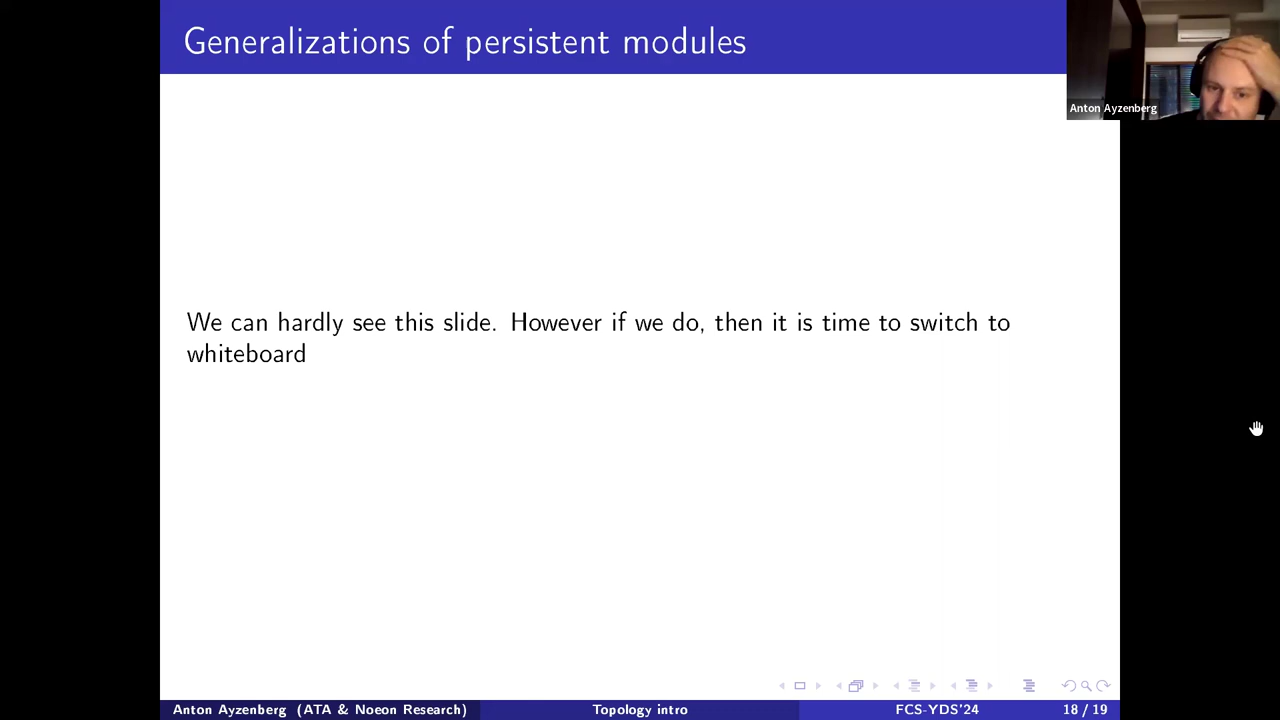 Generalizations of persistent modules
Anton Ayzenberg
We can hardly see this slide. However if we do, then it is time to switch to
whiteboard
Anton Ayzenberg (ATA & Noeon Research)
Topology intro
FCS-YDS'24
18 / 19